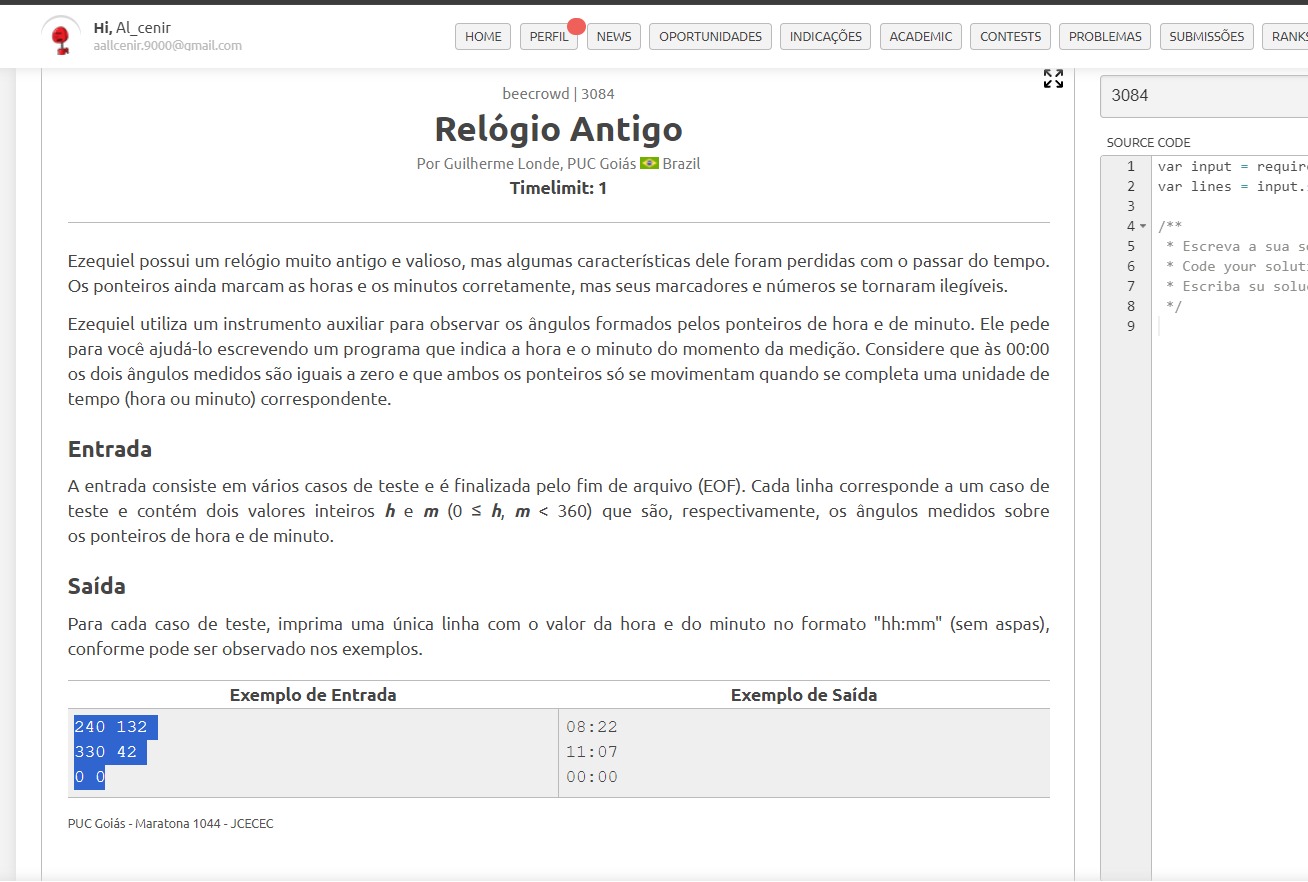 Hi, Al_cenir
aallcenir.9000@gmail.com
HOME PERFIL NEWS OPORTUNIDADES INDICAÇÕES ACADEMIC CONTESTS PROBLEMAS SUBMISSÕES RANKS
beecrowd | 3084
Relógio Antigo
Por Guilherme Londe, PUC Goiás Brazil
Timelimit: 1
Ezequiel possui um relógio muito antigo e valioso, mas algumas características dele foram perdidas com o passar do tempo.
Os ponteiros ainda marcam as horas e os minutos corretamente, mas seus marcadores e números se tornaram ilegíveis.
Ezequiel utiliza um instrumento auxiliar para observar os ângulos formados pelos ponteiros de hora e de minuto. Ele pede
para você ajudá-lo escrevendo um programa que indica a hora e o minuto do momento da medição. Considere que às 00:00
os dois ângulos medidos são iguais a zero e que ambos os ponteiros só se movimentam quando se completa uma unidade de
tempo (hora ou minuto) correspondente.
Entrada
A entrada consiste em vários casos de teste e é finalizada pelo fim de arquivo (EOF). Cada linha corresponde a um caso de
teste e contém dois valores inteiros h e m (0 ≤ h, m < 360) que são, respectivamente, os ângulos medidos sobre
os ponteiros de hora e de minuto.
Saída
Para cada caso de teste, imprima uma única linha com o valor da hora e do minuto no formato "hh:mm" (sem aspas),
conforme pode ser observado nos exemplos.
Exemplo de Entrada Exemplo de Saída
240 132 08:22
330 42 11:07
0 0 00:00
PUC Goiás - Maratona 1044 - JCECEC
3084
SOURCE CODE
1 var input = requir
2 var lines = input.
3
4 /**
5 * Escreva a sua s
6 * Code your solut
7 * Escriba su solu
8 */
9